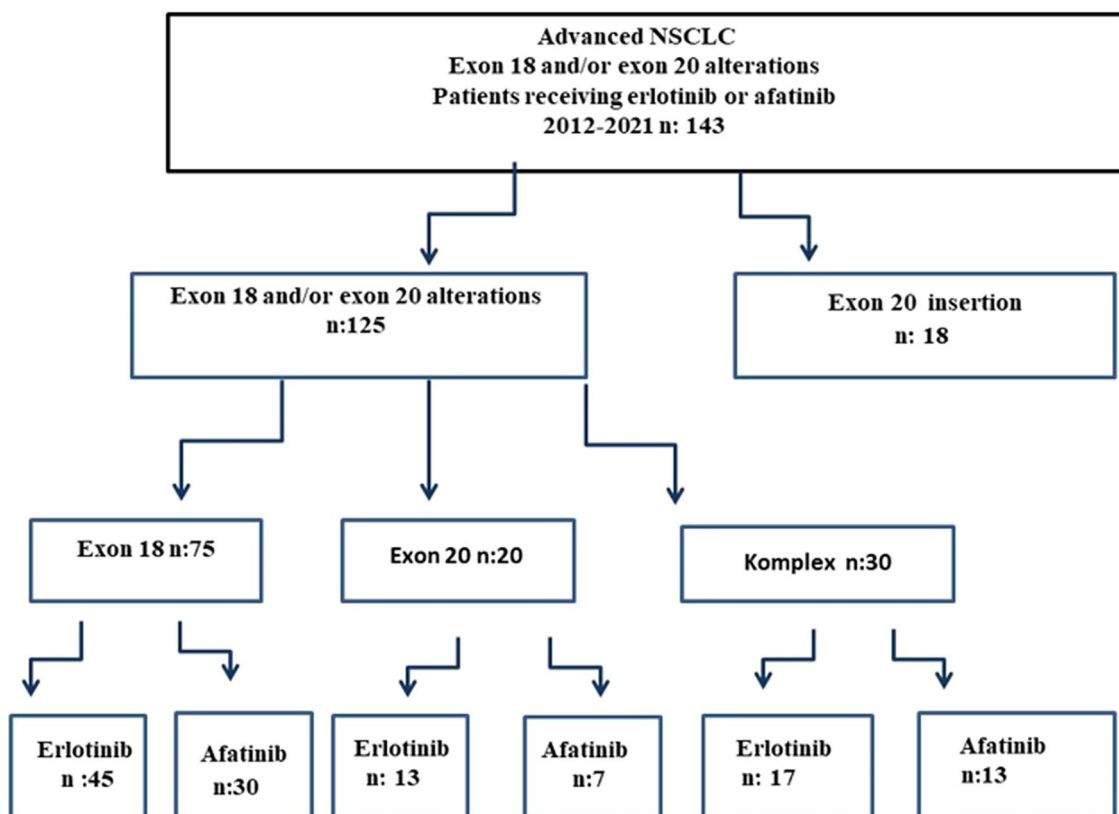 Advanced NSCLC
Exon 18 and/or exon 20 alterations
Patients receiving erlotinib or afatinib
2012-2021 n: 143
Exon 18 and/or exon 20 alterations
n:125
Exon 20 insertion
n: 18
Exon 18 n:75
Exon 20 n:20
Komplex n:30
Erlotinib
n :45
Afatinib
n:30
Erlotinib
n: 13
Afatinib
n:7
Erlotinib
n: 17
Afatinib
n:13